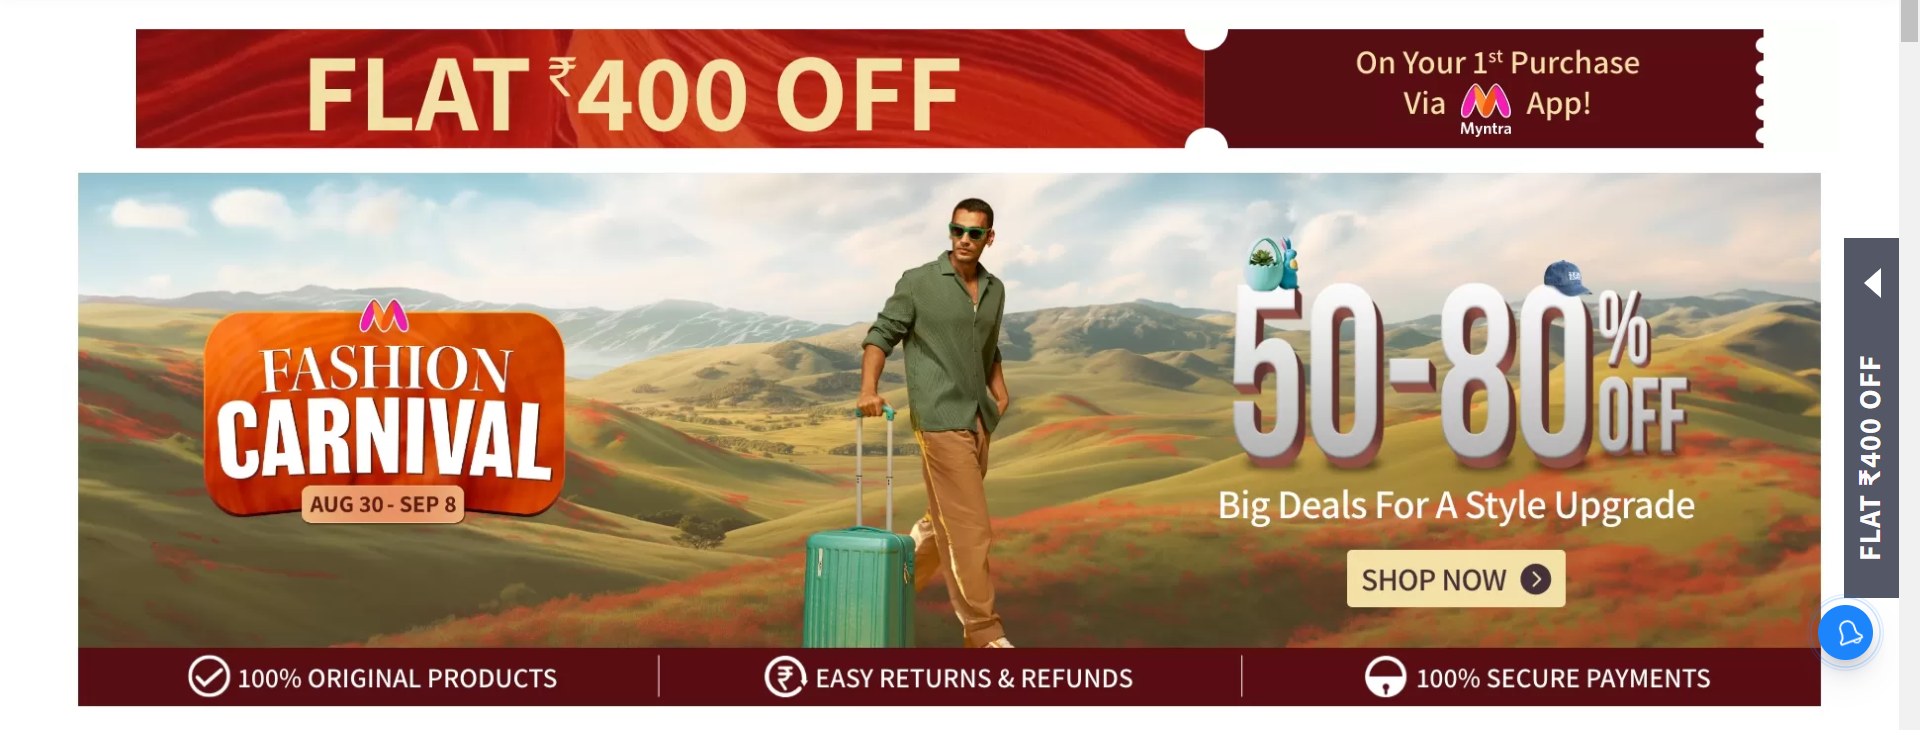 FLAT ₹400 OFF
On Your 1st Purchase
Via Myntra App!
FASHION
CARNIVAL
AUG 30 - SEP 8
50-80% OFF
Big Deals For A Style Upgrade
SHOP NOW
100% ORIGINAL PRODUCTS
EASY RETURNS & REFUNDS
100% SECURE PAYMENTS
FLAT ₹400 OFF